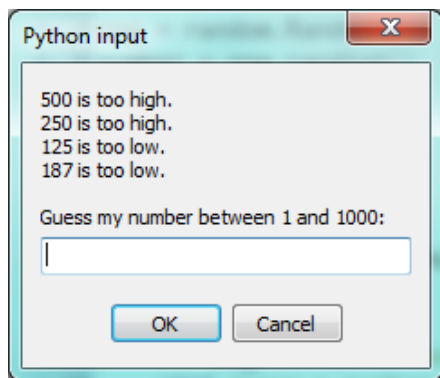 Python input
500 is too high.
250 is too high.
125 is too low.
187 is too low.
Guess my number between 1 and 1000:
OK
Cancel